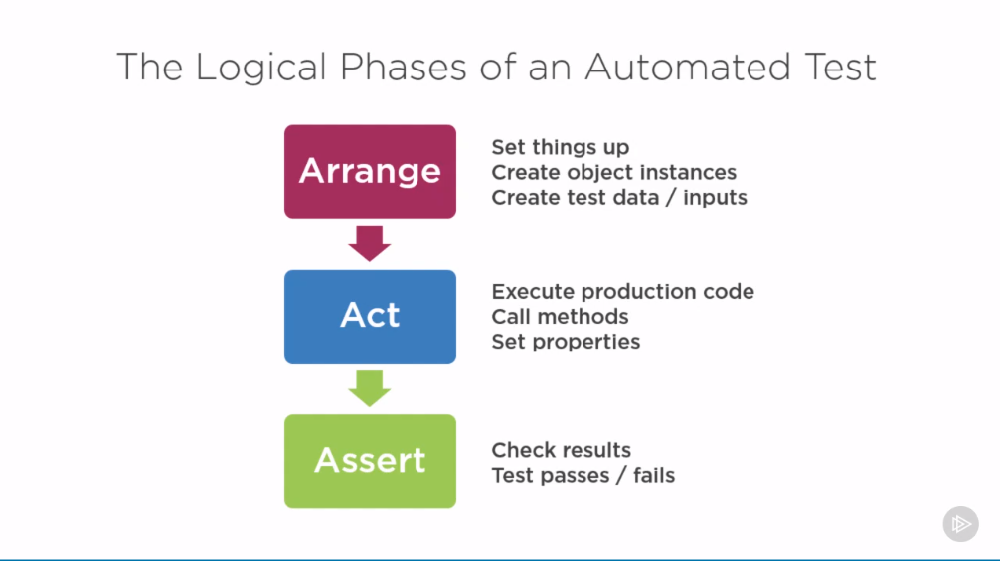 The Logical Phases of an Automated Test
Arrange
Set things up
Create object instances
Create test data / inputs
Act
Execute production code
Call methods
Set properties
Assert
Check results
Test passes / fails